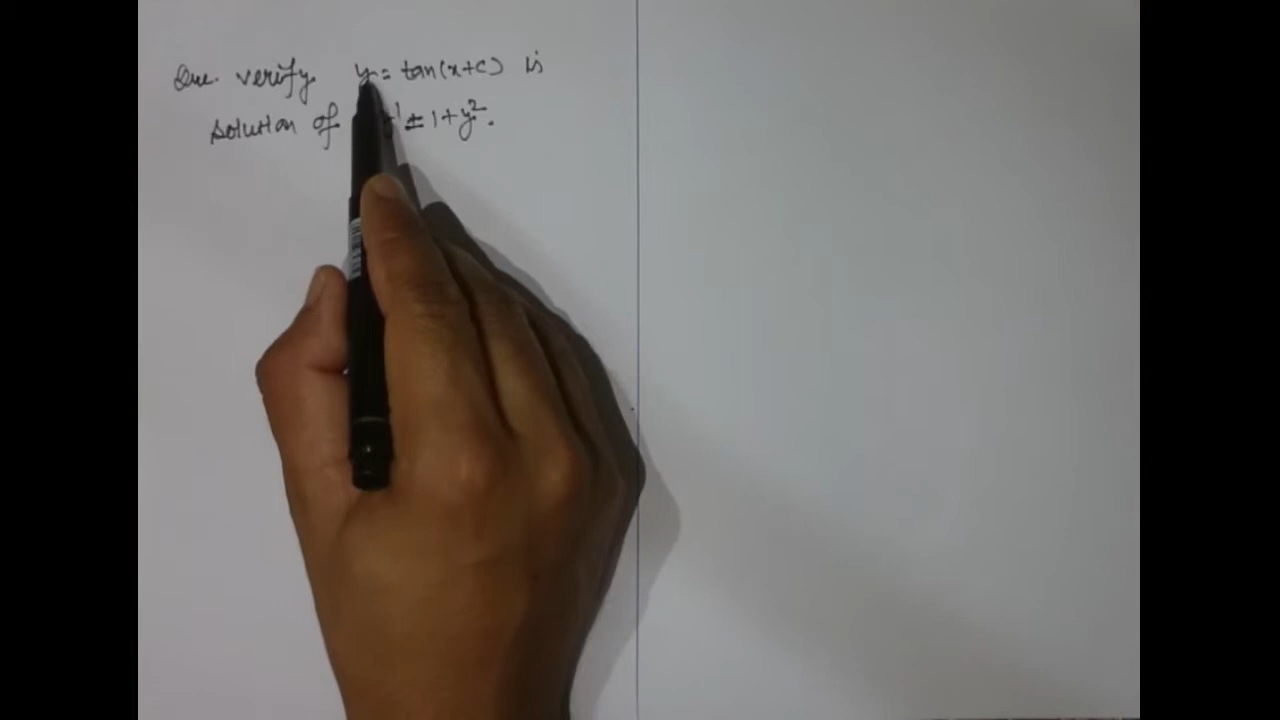 Que. verify y = tan(x+c) is
solution of y' = 1+y².